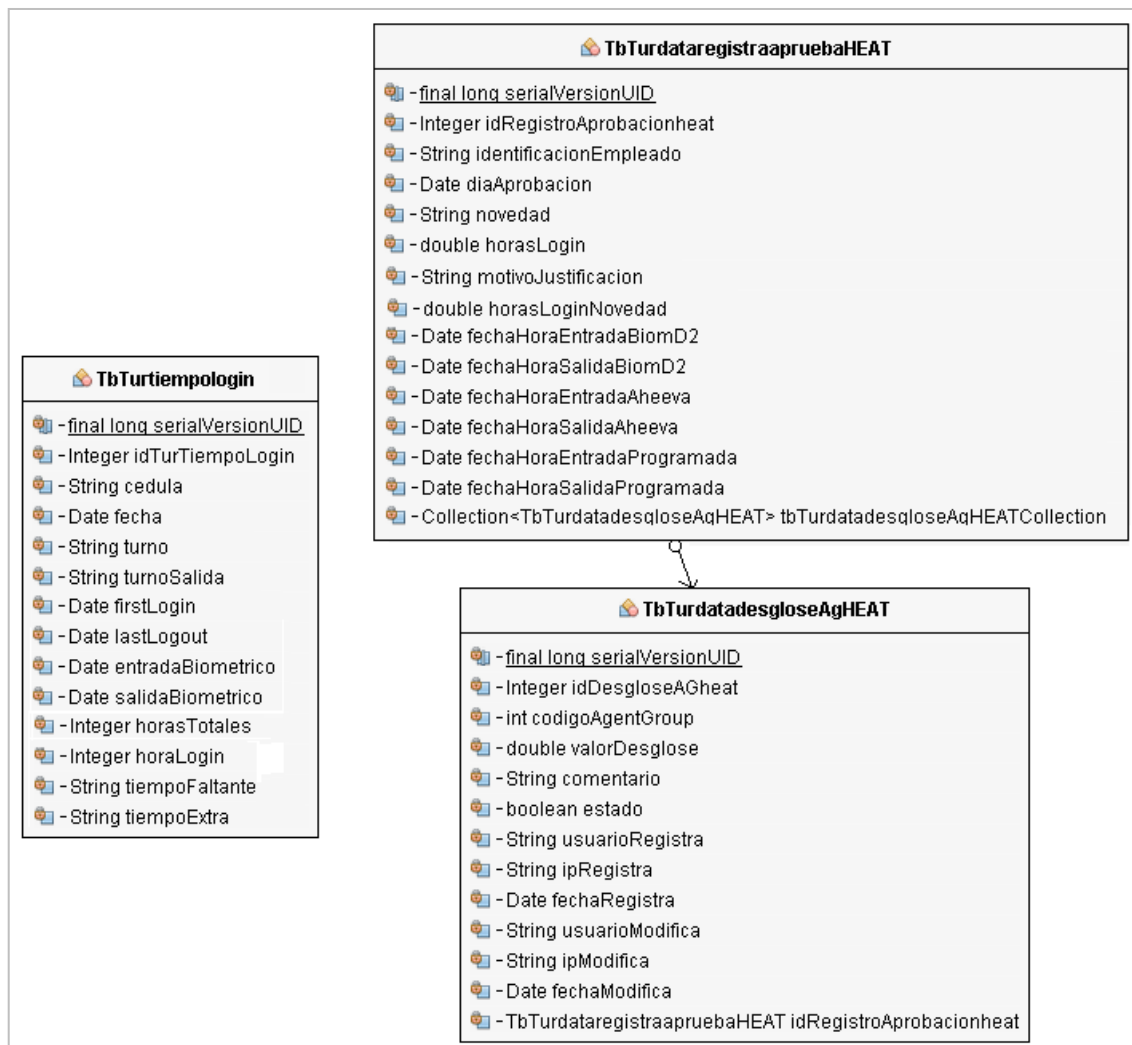 TbTurdataregistraapruebaHEAT
-final long serialVersionUID
-Integer idRegistroAprobacionheat
-String identificacionEmpleado
-Date diaAprobacion
-String novedad
-double horasLogin
-String motivoJustificacion
-double horasLoginNovedad
-Date fechaHoraEntradaBiomD2
-Date fechaHoraSalidaBiomD2
-Date fechaHoraEntradaAheeva
-Date fechaHoraSalidaAheeva
-Date fechaHoraEntradaProgramada
-Date fechaHoraSalidaProgramada
-Collection<TbTurdatadesgloseAgHEAT> tbTurdatadesgloseAgHEATCollection
TbTurtiempologin
-final long serialVersionUID
-Integer idTurTiempoLogin
-String cedula
-Date fecha
-String turno
-String turnoSalida
-Date firstLogin
-Date lastLogout
-Date entradaBiometrico
-Date salidaBiometrico
-Integer horasTotales
-Integer horaLogin
-String tiempoFaltante
-String tiempoExtra
TbTurdatadesgloseAgHEAT
-final long serialVersionUID
-Integer idDesgloseAGheat
-int codigoAgentGroup
-double valorDesglose
-String comentario
-boolean estado
-String usuarioRegistra
-String ipRegistra
-Date fechaRegistra
-String usuarioModifica
-String ipModifica
-Date fechaModifica
-TbTurdataregistraapruebaHEAT idRegistroAprobacionheat